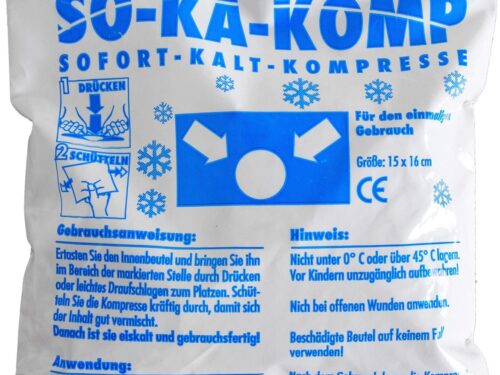 SO-KA-KOMP
SOFORT-KALT-KOMPRESSE
1 DRÜCKEN
2 SCHÜTTELN
Für den einmaligen
Gebrauch
Größe: 15 x 16 cm
CE
Gebrauchsanweisung:
Ertasten Sie den Innenbeutel und bringen Sie ihn
im Bereich der markierten Stelle durch Drücken
oder leichtes Draufschlagen zum Platzen. Schüt-
teln Sie die Kompresse kräftig durch, damit sich
der Inhalt gut vermischt.
Danach ist sie eiskalt und gebrauchsfertig!
Anwendung:
Hinweis:
Nicht unter 0° C oder über 45° C lagern.
Vor Kindern unzugänglich aufbewahren!
Nich bei offenen Wunden anwenden.
Beschädigte Beutel auf keinem Fall
verwenden!